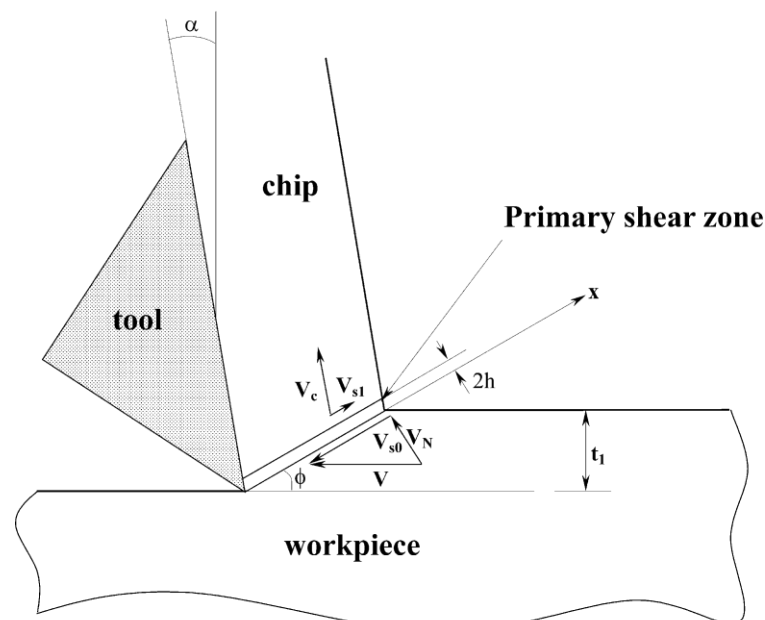 α
chip
Primary shear zone
tool
x
2h
V_c
V_s1
V_s0
V_N
V
t_1
ϕ
workpiece